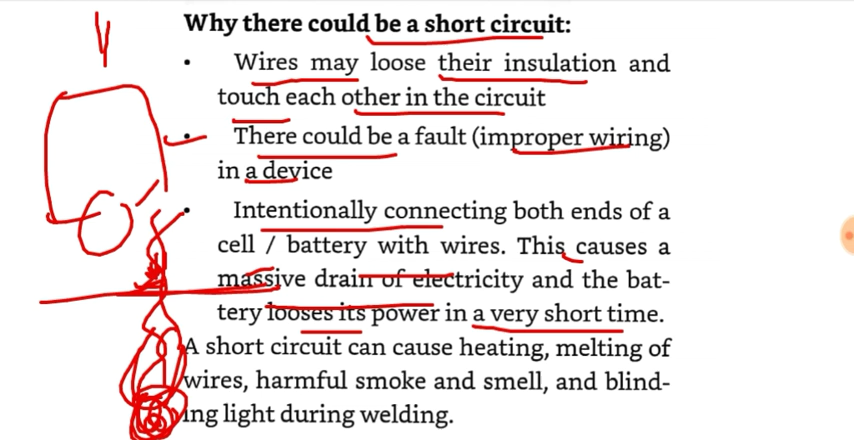 Why there could be a short circuit:
• Wires may loose their insulation and
touch each other in the circuit
• There could be a fault (improper wiring)
in a device
• Intentionally connecting both ends of a
cell / battery with wires. This causes a
massive drain of electricity and the bat-
tery looses its power in a very short time.
A short circuit can cause heating, melting of
wires, harmful smoke and smell, and blind-
ing light during welding.